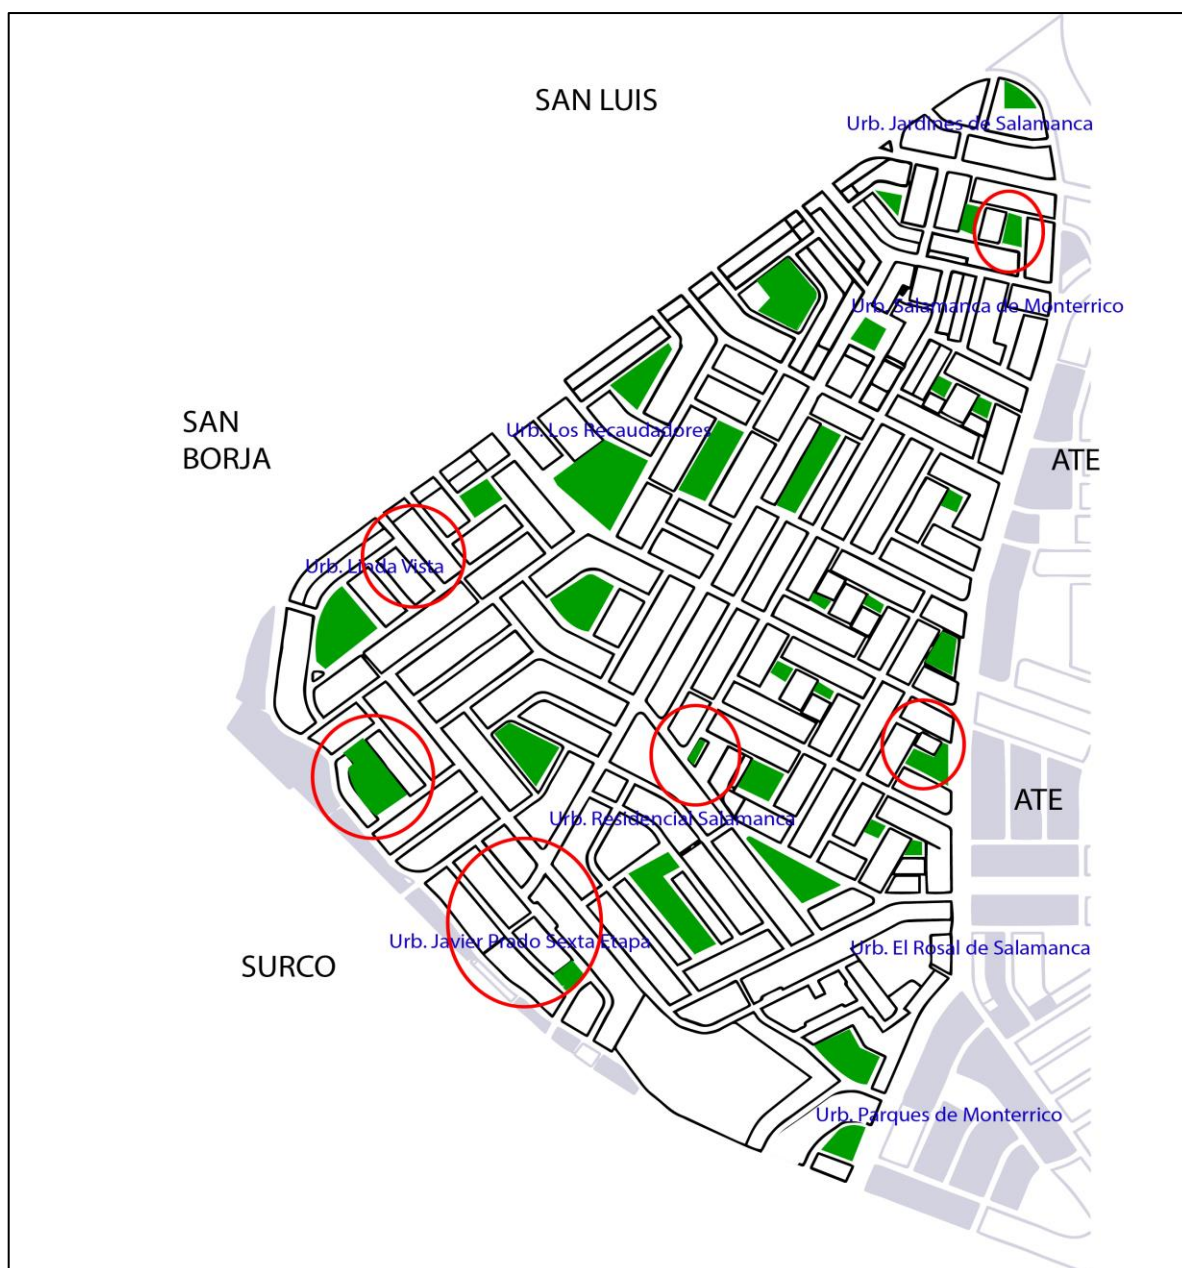 SAN LUIS
Urb. Jardines de Salamanca
Urb. Salamanca de Monterrico
SAN
BORJA
Urb. Los Recaudadores
ATE
Urb. Linda Vista
ATE
Urb. Residencial Salamanca
Urb. Javier Prado Sexta Etapa
Urb. El Rosal de Salamanca
SURCO
Urb. Parques de Monterrico